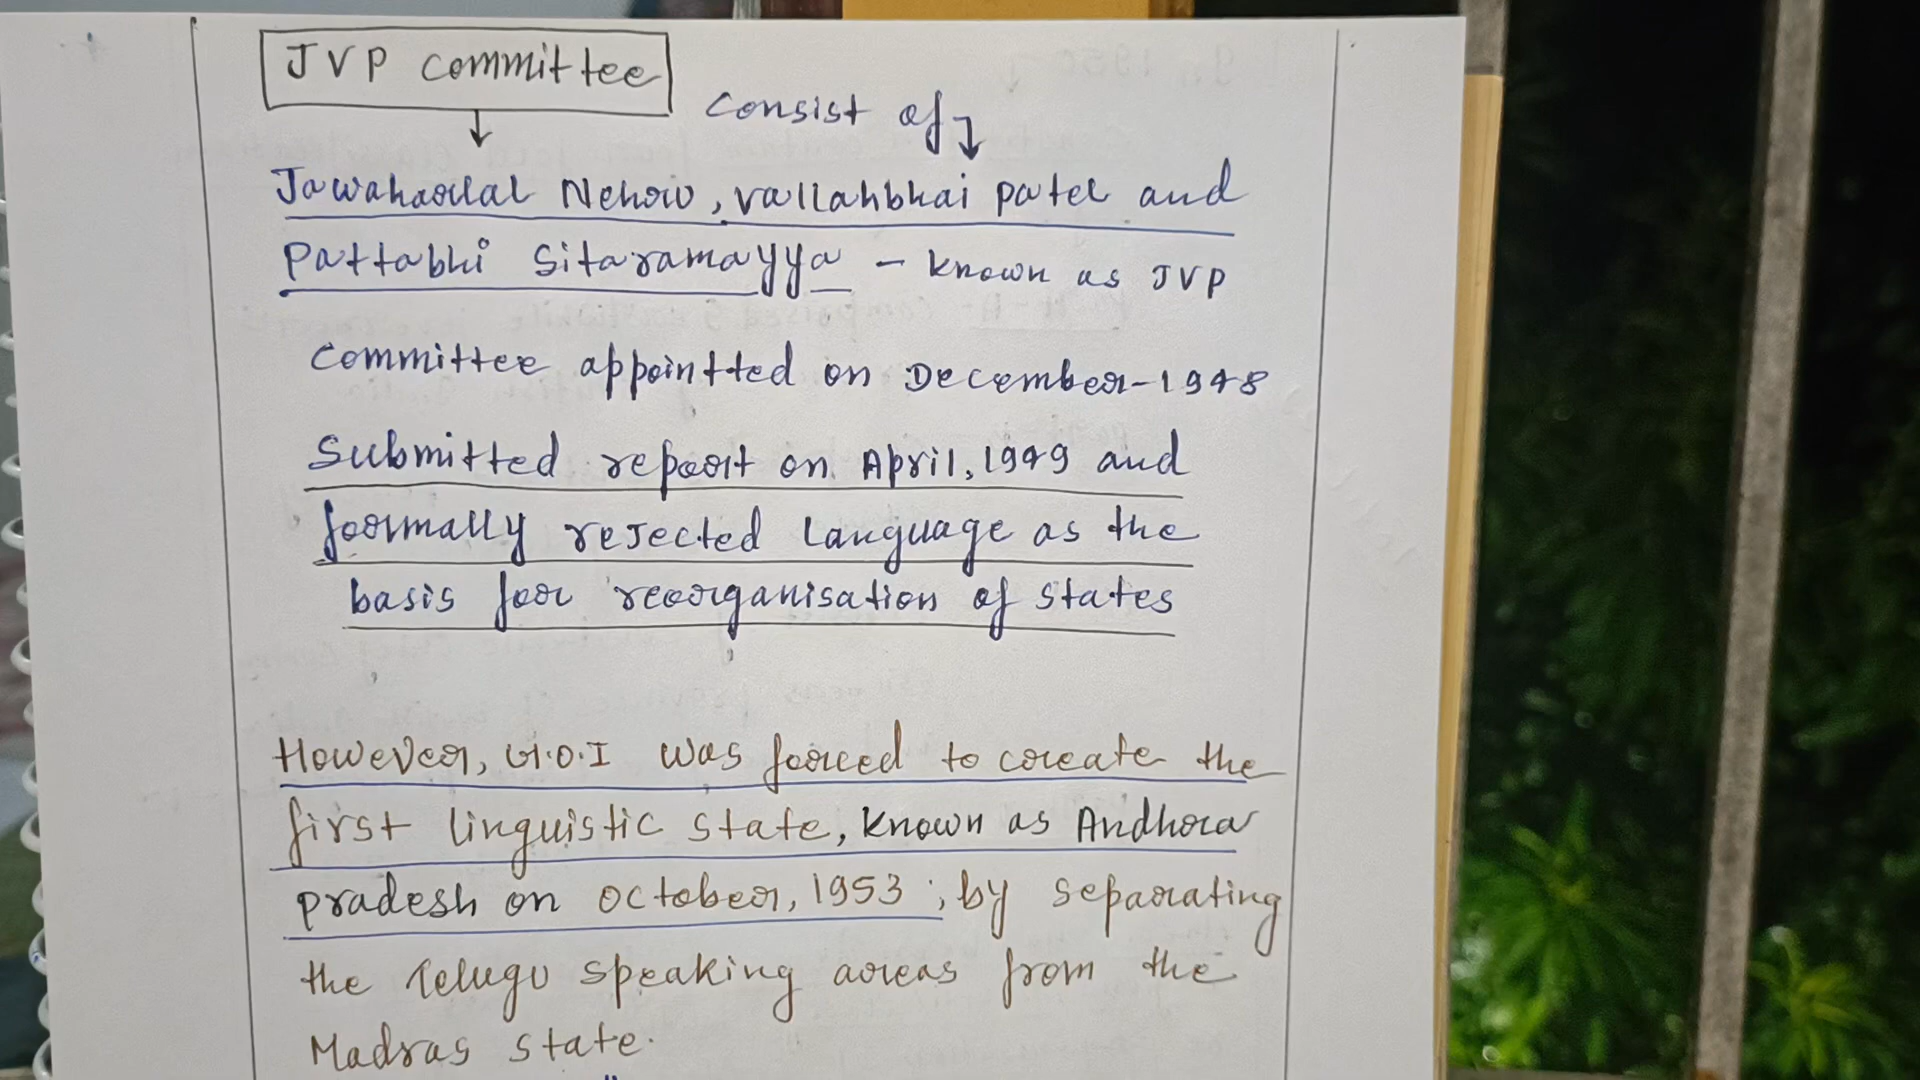 JVP committee
consist of
Jawaharlal Nehru, vallahbhai patel and
Pattabhi Sitaramayya - known as JVP
committee appointted on December-1948
Submitted report on April, 1949 and
formally rejected language as the
basis for reorganisation of states
However, G.O.I was forced to create the
first linguistic state, known as Andhra
pradesh on october, 1953 ; by separating
the Telugu speaking areas from the
Madras state.